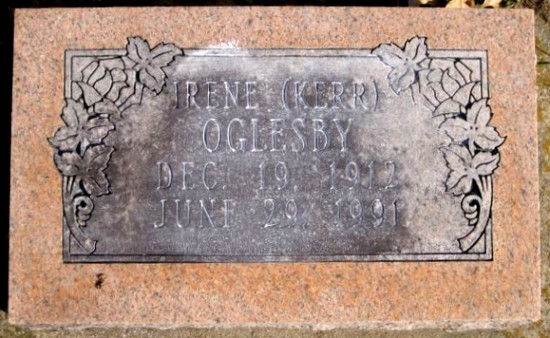 IRENE (KERR)
OGLESBY
DEC. 19, 1912
JUNE 29, 1991